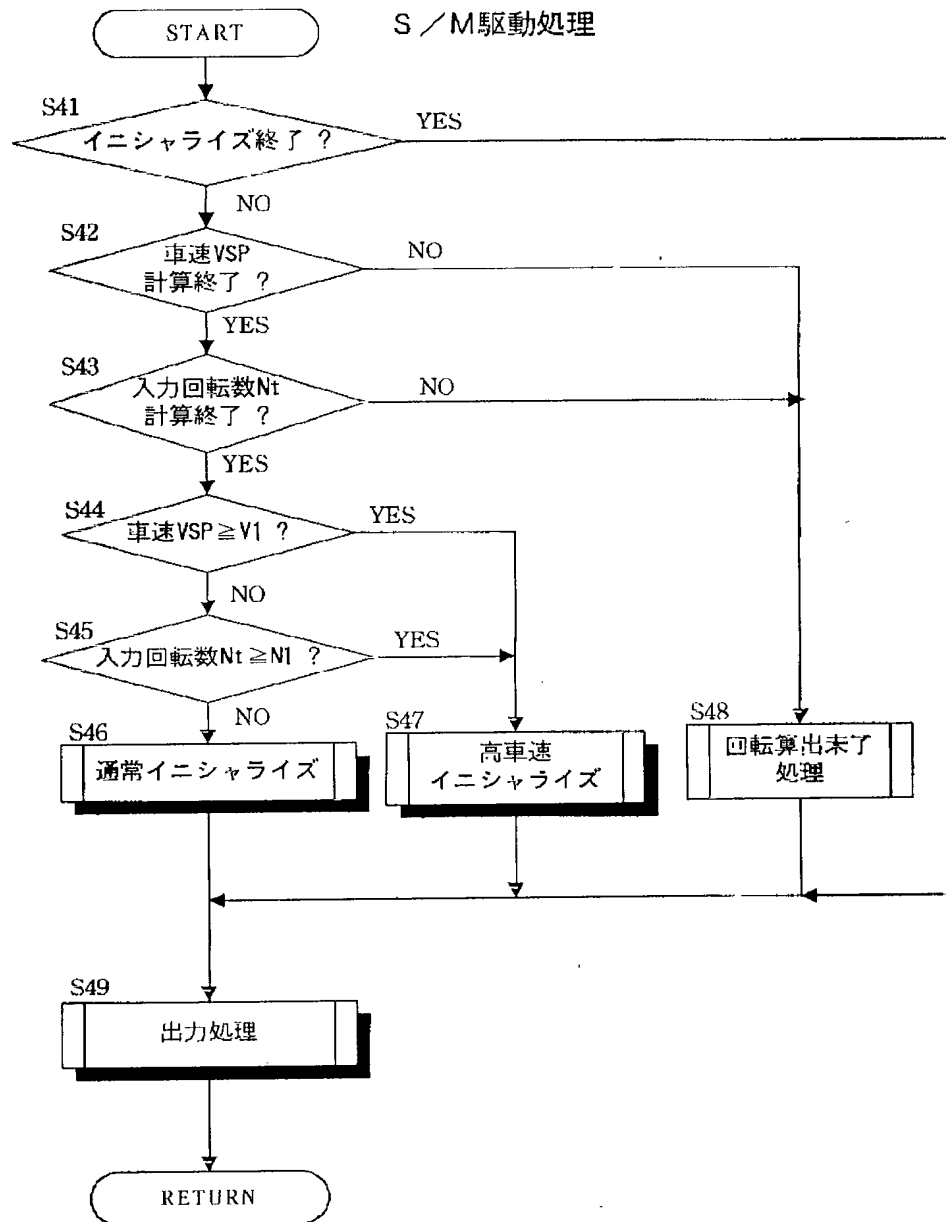 S／M駆動処理
START
S41
イニシャライズ終了 ?
YES
NO
S42
車速VSP
計算終了 ?
NO
YES
S43
入力回転数Nt
計算終了 ?
NO
YES
S44
車速VSP≧V1 ?
YES
NO
S45
入力回転数Nt≧N1 ?
YES
NO
S46
通常イニシャライズ
S47
高車速
イニシャライズ
S48
回転算出未了
処理
S49
出力処理
RETURN